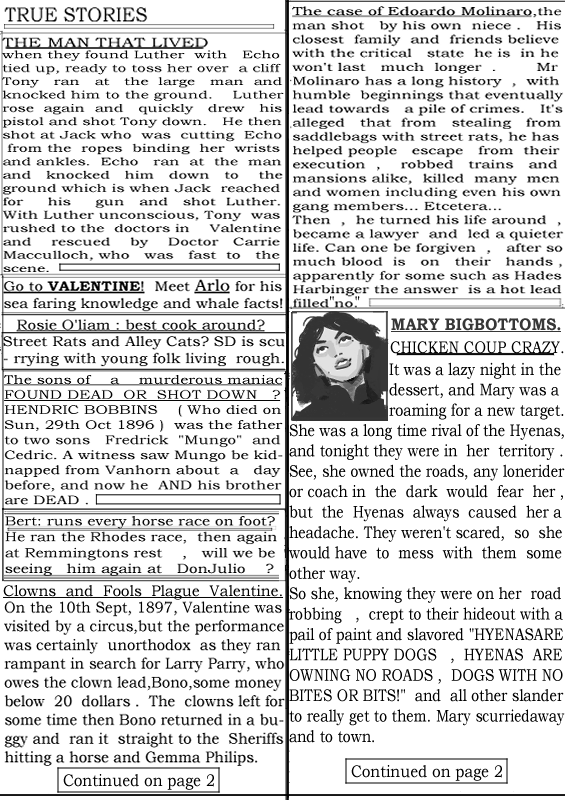 TRUE STORIES
THE MAN THAT LIVED
when they found Luther with Echo
tied up, ready to toss her over a cliff
Tony ran at the large man and
knocked him to the ground. Luther
rose again and quickly drew his
pistol and shot Tony down. He then
shot at Jack who was cutting Echo
from the ropes binding her wrists
and ankles. Echo ran at the man
and knocked him down to the
ground which is when Jack reached
for his gun and shot Luther.
With Luther unconscious, Tony was
rushed to the doctors in Valentine
and rescued by Doctor Carrie
Macculloch, who was fast to the
scene.
Go to VALENTINE! Meet Arlo for his
sea faring knowledge and whale facts!
Rosie O'liam : best cook around?
Street Rats and Alley Cats? SD is scu
- rrying with young folk living rough.
The sons of a murderous maniac
FOUND DEAD OR SHOT DOWN ?
HENDRIC BOBBINS ( Who died on
Sun, 29th Oct 1896 ) was the father
to two sons Fredrick "Mungo" and
Cedric. A witness saw Mungo be kid-
napped from Vanhorn about a day
before, and now he AND his brother
are DEAD .
Bert: runs every horse race on foot?
He ran the Rhodes race, then again
at Remmingtons rest , will we be
seeing him again at DonJulio ?
Clowns and Fools Plague Valentine.
On the 10th Sept, 1897, Valentine was
visited by a circus,but the performance
was certainly unorthodox as they ran
rampant in search for Larry Parry, who
owes the clown lead,Bono,some money
below 20 dollars . The clowns left for
some time then Bono returned in a bu-
ggy and ran it straight to the Sheriffs
hitting a horse and Gemma Philips.
Continued on page 2
The case of Edoardo Molinaro,the
man shot by his own niece . His
closest family and friends believe
with the critical state he is in he
won't last much longer . Mr
Molinaro has a long history , with
humble beginnings that eventually
lead towards a pile of crimes. It's
alleged that from stealing from
saddlebags with street rats, he has
helped people escape from their
execution , robbed trains and
mansions alike, killed many men
and women including even his own
gang members... Etcetera...
Then , he turned his life around ,
became a lawyer and led a quieter
life. Can one be forgiven , after so
much blood is on their hands ,
apparently for some such as Hades
Harbinger the answer is a hot lead
filled"no."
MARY BIGBOTTOMS.
CHICKEN COUP CRAZY.
It was a lazy night in the
dessert, and Mary was a
roaming for a new target.
She was a long time rival of the Hyenas,
and tonight they were in her territory .
See, she owned the roads, any lonerider
or coach in the dark would fear her ,
but the Hyenas always caused her a
headache. They weren't scared, so she
would have to mess with them some
other way.
So she, knowing they were on her road
robbing , crept to their hideout with a
pail of paint and slavored "HYENASARE
LITTLE PUPPY DOGS , HYENAS ARE
OWNING NO ROADS , DOGS WITH NO
BITES OR BITS!" and all other slander
to really get to them. Mary scurriedaway
and to town.
Continued on page 2